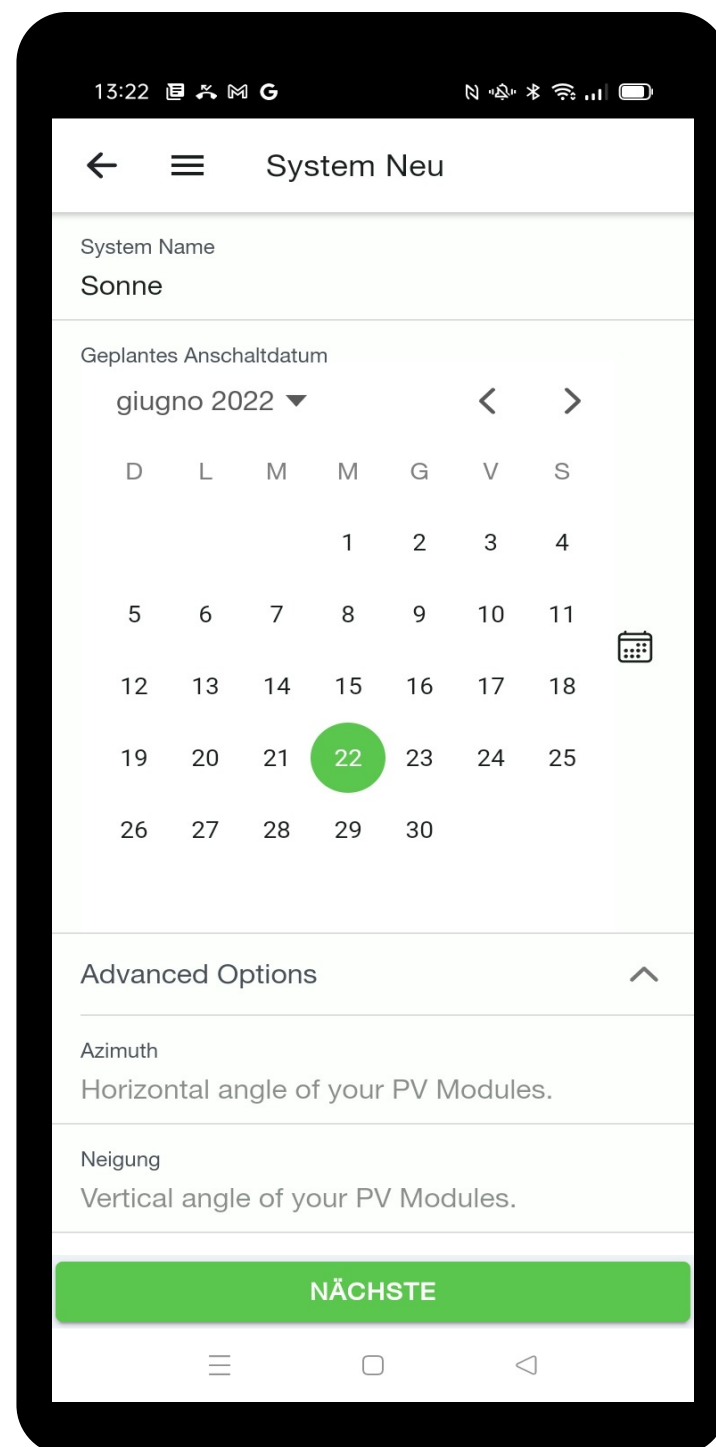 13:22
System Neu
System Name
Sonne
Geplantes Anschaltdatum
giugno 2022
D L M M G V S
1 2 3 4
5 6 7 8 9 10 11
12 13 14 15 16 17 18
19 20 21 22 23 24 25
26 27 28 29 30
Advanced Options
Azimuth
Horizontal angle of your PV Modules.
Neigung
Vertical angle of your PV Modules.
NÄCHSTE